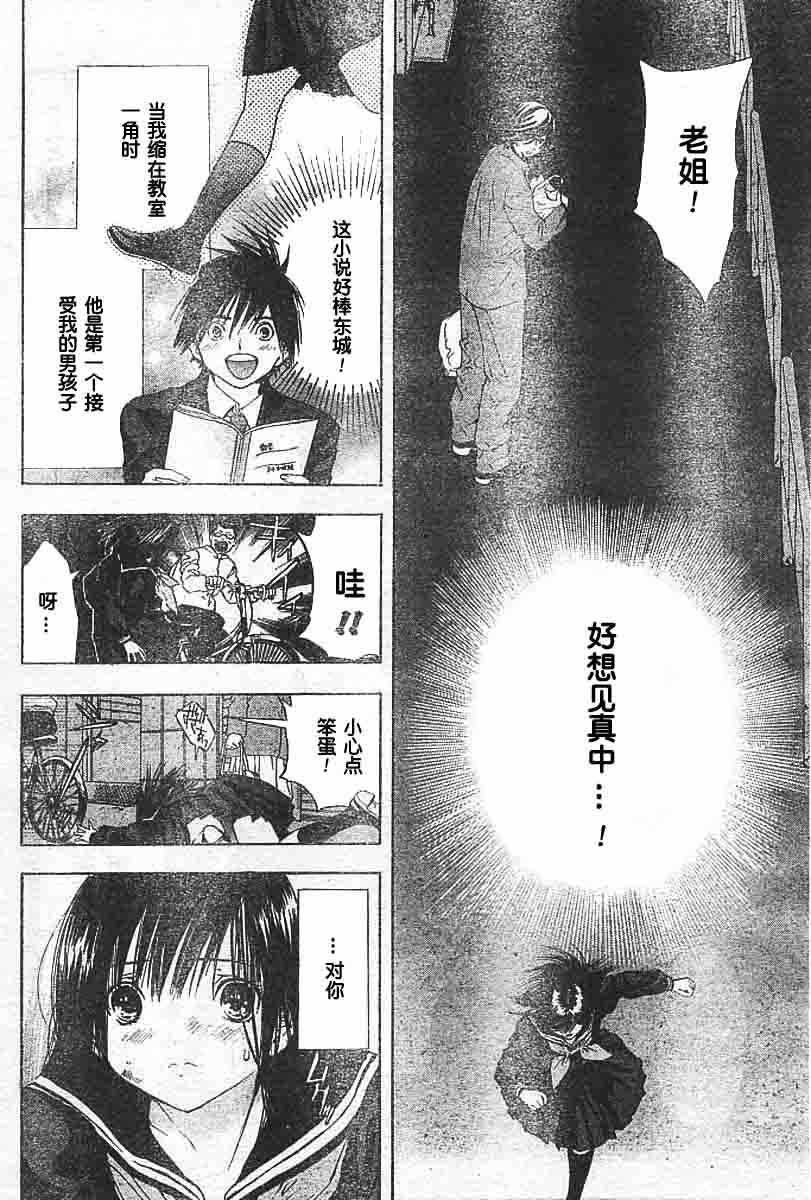 老姐！
好想见真中…！
当我缩在教室
一角时
这小说好棒东城！
他是第一个接
受我的男孩子
哇!!
呀…
小心点
笨蛋！
…对你